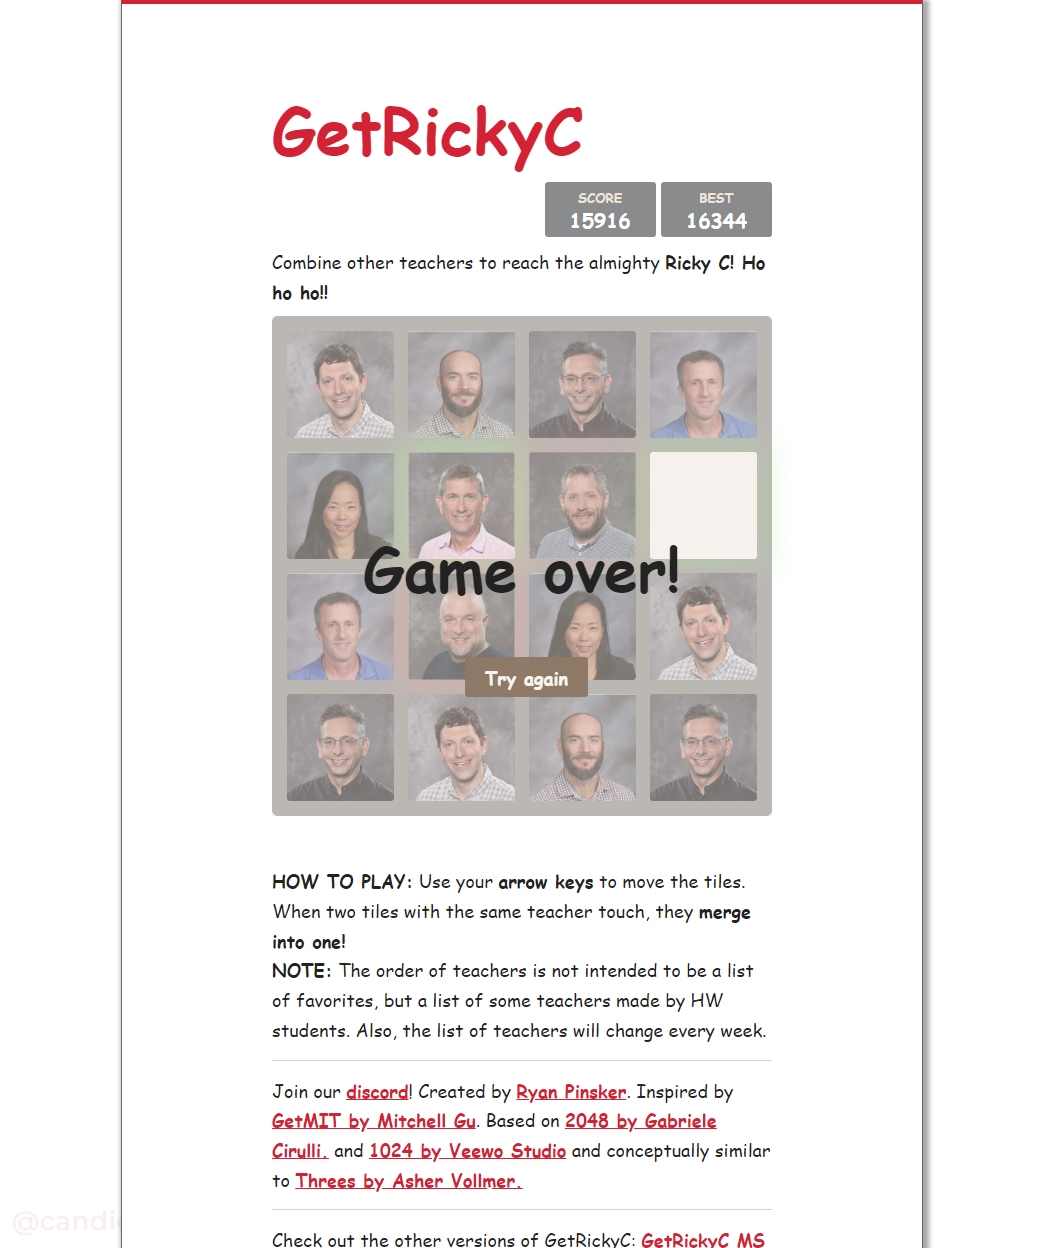 GetRickyC
SCORE
15916
BEST
16344
Combine other teachers to reach the almighty Ricky C! Ho
ho ho!!
Game over!
Try again
HOW TO PLAY: Use your arrow keys to move the tiles.
When two tiles with the same teacher touch, they merge
into one!
NOTE: The order of teachers is not intended to be a list
of favorites, but a list of some teachers made by HW
students. Also, the list of teachers will change every week.
Join our discord! Created by Ryan Pinsker. Inspired by
GetMIT by Mitchell Gu. Based on 2048 by Gabriele
Cirulli. and 1024 by Veewo Studio and conceptually similar
to Threes by Asher Vollmer.
Check out the other versions of GetRickyC: GetRickyC MS